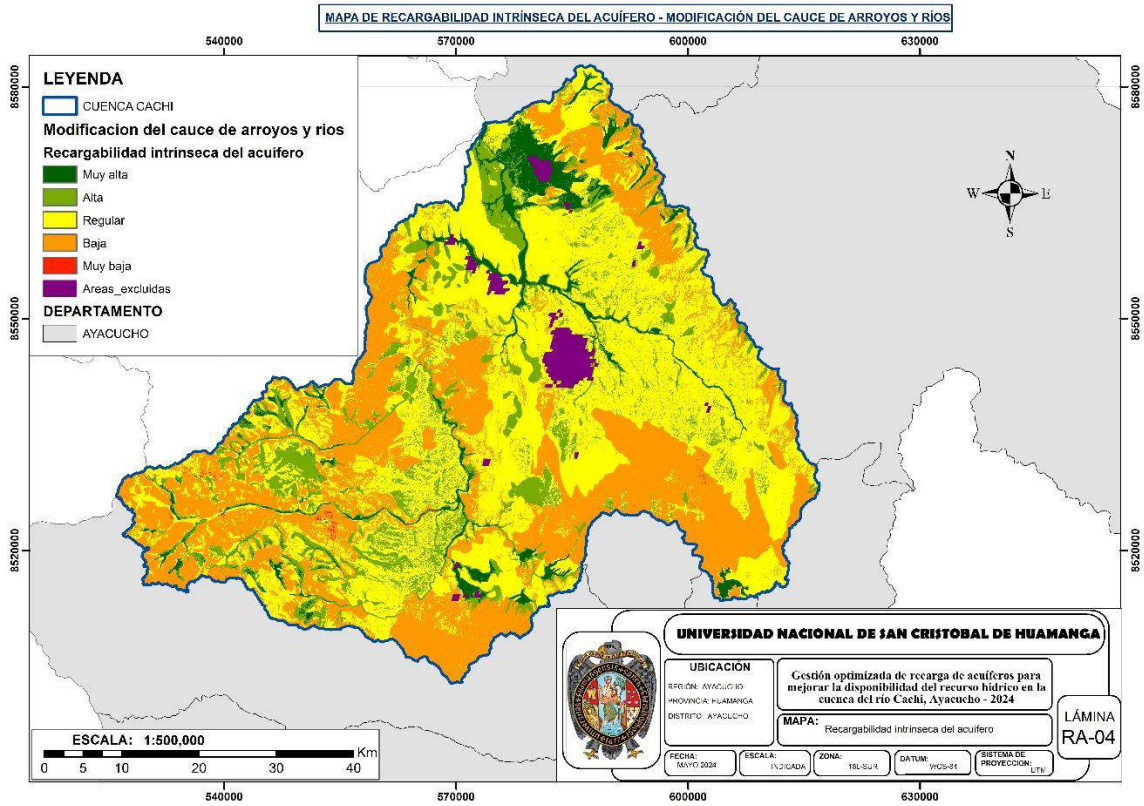 MAPA DE RECARGABILIDAD INTRÍNSECA DEL ACUÍFERO - MODIFICACIÓN DEL CAUCE DE ARROYOS Y RÍOS
540000 570000 600000 630000
8580000 8580000
8550000 8550000
8520000 8520000
LEYENDA
CUENCA CACHI
Modificacion del cauce de arroyos y rios
Recargabilidad intrínseca del acuífero
Muy alta
Alta
Regular
Baja
Muy baja
Areas_excluidas
DEPARTAMENTO
AYACUCHO
N
W E
S
ESCALA: 1:500,000
Km
0 5 10 20 30 40
UNIVERSIDAD NACIONAL DE SAN CRISTOBAL DE HUAMANGA
UBICACIÓN
REGIÓN: AYACUCHO
PROVINCIA: HUAMANGA
DISTRITO: AYACUCHO
Gestión optimizada de recarga de acuíferos para
mejorar la disponibilidad del recurso hídrico en la
cuenca del río Cachi, Ayacucho - 2024
MAPA:
Recargabilidad intrínseca del acuífero
LÁMINA
RA-04
FECHA:
MAYO 2024
ESCALA:
INDICADA
ZONA:
18L-SUR
DATUM:
SISTEMA DE
PROYECCION:
UTM
540000 570000 600000 630000